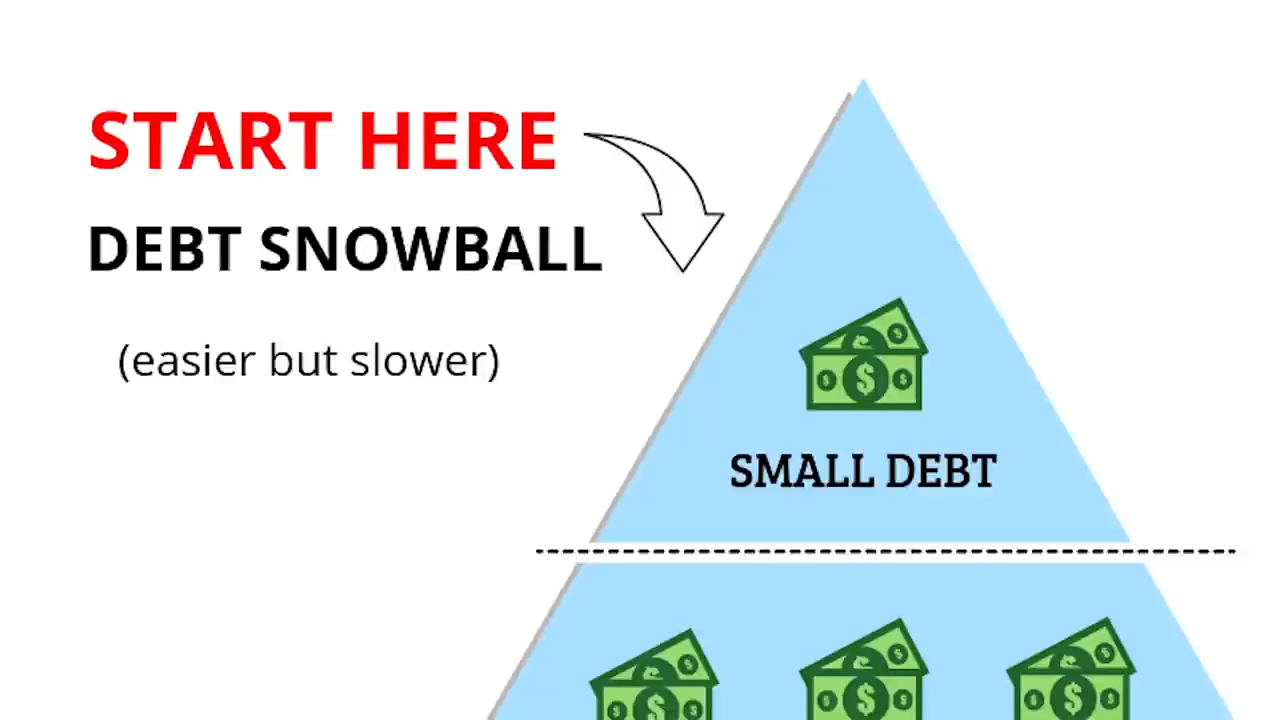 START HERE
DEBT SNOWBALL
(easier but slower)
SMALL DEBT